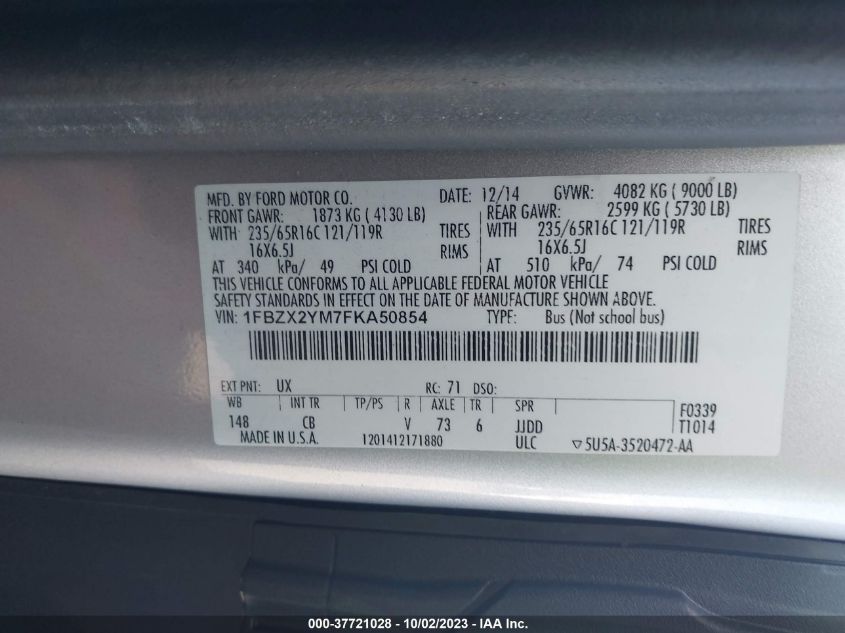 MFD. BY FORD MOTOR CO. DATE: 12/14 GVWR: 4082 KG ( 9000 LB)
FRONT GAWR: 1873 KG ( 4130 LB) REAR GAWR: 2599 KG ( 5730 LB)
WITH 235/65R16C 121/119R TIRES WITH 235/65R16C 121/119R TIRES
16X6.5J RIMS 16X6.5J RIMS
AT 340 kPa/ 49 PSI COLD AT 510 kPa/ 74 PSI COLD
THIS VEHICLE CONFORMS TO ALL APPLICABLE FEDERAL MOTOR VEHICLE
SAFETY STANDARDS IN EFFECT ON THE DATE OF MANUFACTURE SHOWN ABOVE.
VIN: 1FBZX2YM7FKA50854 TYPE: Bus (Not School bus)
EXT PNT: UX RC: 71 DSO:
WB INT TR TP/PS R AXLE TR SPR F0339
148 CB V 73 6 JJDD T1014
MADE IN U.S.A. 1201412171880 ULC ▽5U5A-3520472-AA
000-37721028 - 10/02/2023 - Copyright © IAA, Inc.